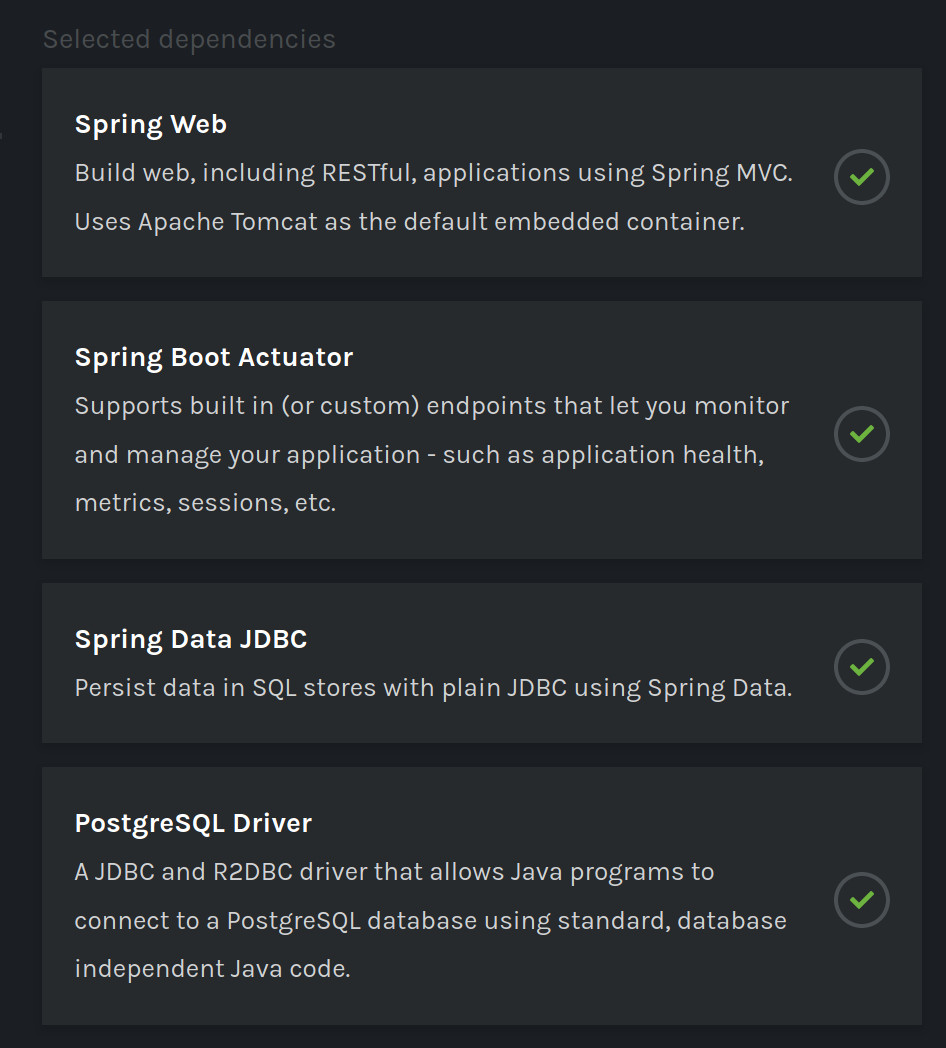 Selected dependencies
Spring Web
Build web, including RESTful, applications using Spring MVC.
Uses Apache Tomcat as the default embedded container.
Spring Boot Actuator
Supports built in (or custom) endpoints that let you monitor
and manage your application - such as application health,
metrics, sessions, etc.
Spring Data JDBC
Persist data in SQL stores with plain JDBC using Spring Data.
PostgreSQL Driver
A JDBC and R2DBC driver that allows Java programs to
connect to a PostgreSQL database using standard, database
independent Java code.